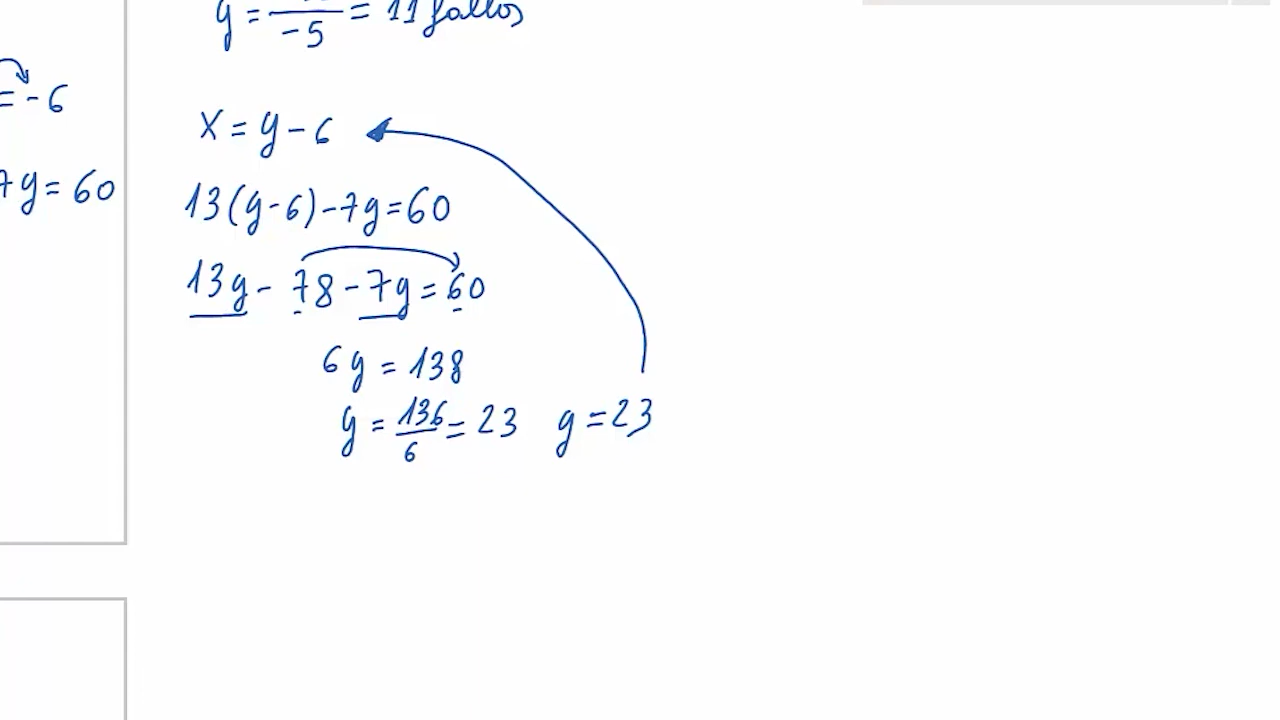 y = -5 = 11 fallos
= - 6
x = y - 6
7y = 60
13(y-6) - 7y = 60
13y - 78 - 7y = 60
6y = 138
y = 136/6 = 23 y = 23